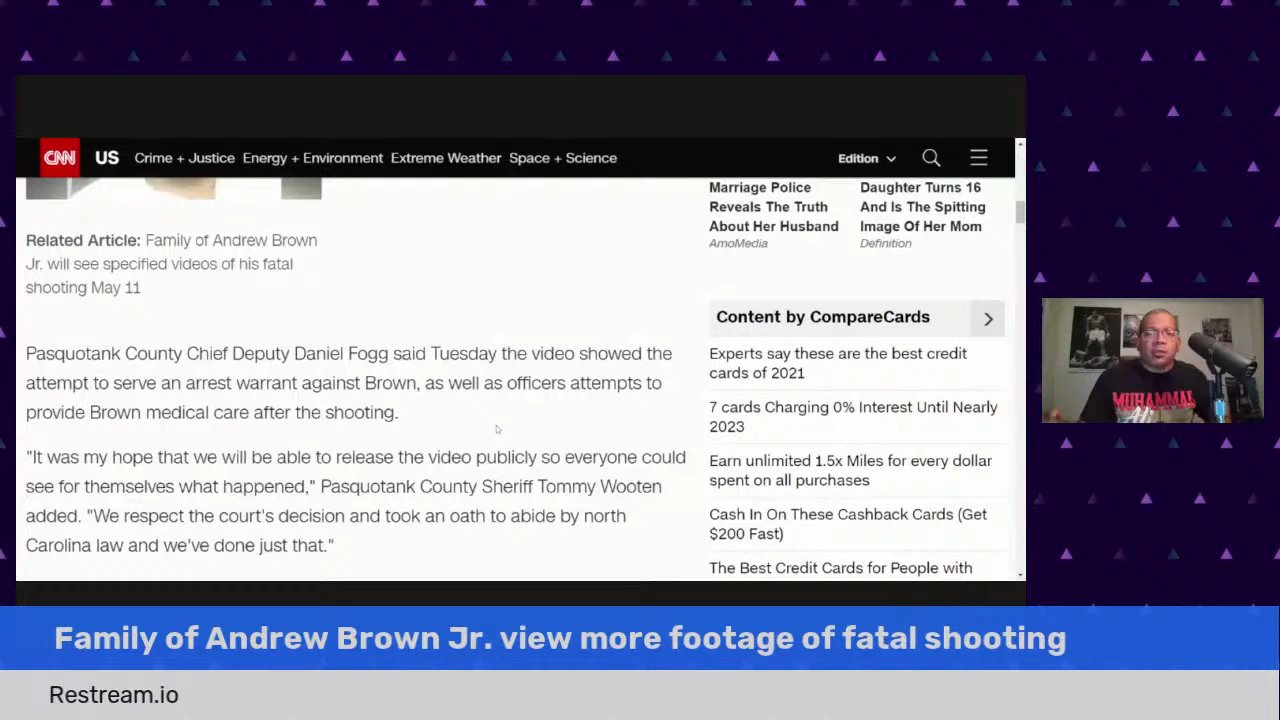 CNN US Crime + Justice Energy + Environment Extreme Weather Space + Science Edition
Related Article: Family of Andrew Brown
Jr. will see specified videos of his fatal
shooting May 11
Pasquotank County Chief Deputy Daniel Fogg said Tuesday the video showed the
attempt to serve an arrest warrant against Brown, as well as officers attempts to
provide Brown medical care after the shooting.
"It was my hope that we will be able to release the video publicly so everyone could
see for themselves what happened," Pasquotank County Sheriff Tommy Wooten
added. "We respect the court's decision and took an oath to abide by north
Carolina law and we've done just that."
Marriage Police
Reveals The Truth
About Her Husband
AmoMedia
Daughter Turns 16
And Is The Spitting
Image Of Her Mom
Definition
Content by CompareCards
Experts say these are the best credit
cards of 2021
7 cards Charging 0% Interest Until Nearly
2023
Earn unlimited 1.5x Miles for every dollar
spent on all purchases
Cash In On These Cashback Cards (Get
$200 Fast)
The Best Credit Cards for People with
MUHAMMAD
Family of Andrew Brown Jr. view more footage of fatal shooting
Restream.io